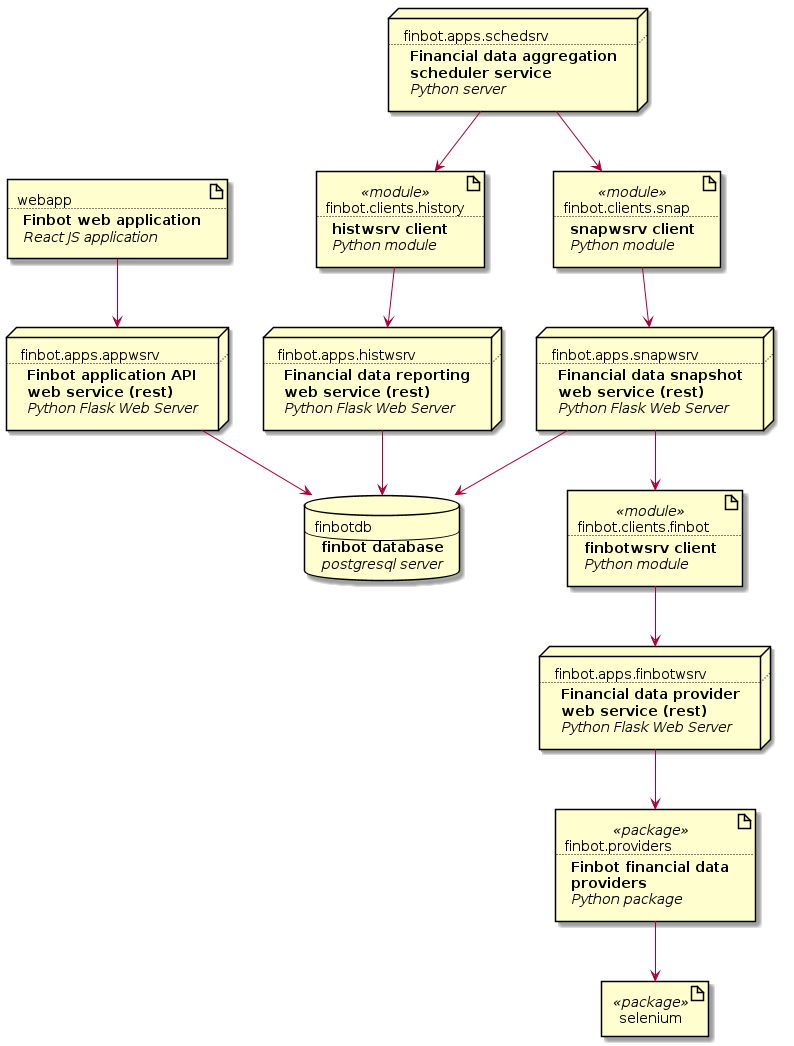 finbot.apps.schedsrv
Financial data aggregation
scheduler service
Python server
webapp
Finbot web application
React JS application
«module»
finbot.clients.history
histwsrv client
Python module
«module»
finbot.clients.snap
snapwsrv client
Python module
finbot.apps.appwsrv
Finbot application API
web service (rest)
Python Flask Web Server
finbot.apps.histwsrv
Financial data reporting
web service (rest)
Python Flask Web Server
finbot.apps.snapwsrv
Financial data snapshot
web service (rest)
Python Flask Web Server
finbotdb
finbot database
postgresql server
«module»
finbot.clients.finbot
finbotwsrv client
Python module
finbot.apps.finbotwsrv
Financial data provider
web service (rest)
Python Flask Web Server
«package»
finbot.providers
Finbot financial data
providers
Python package
«package»
selenium